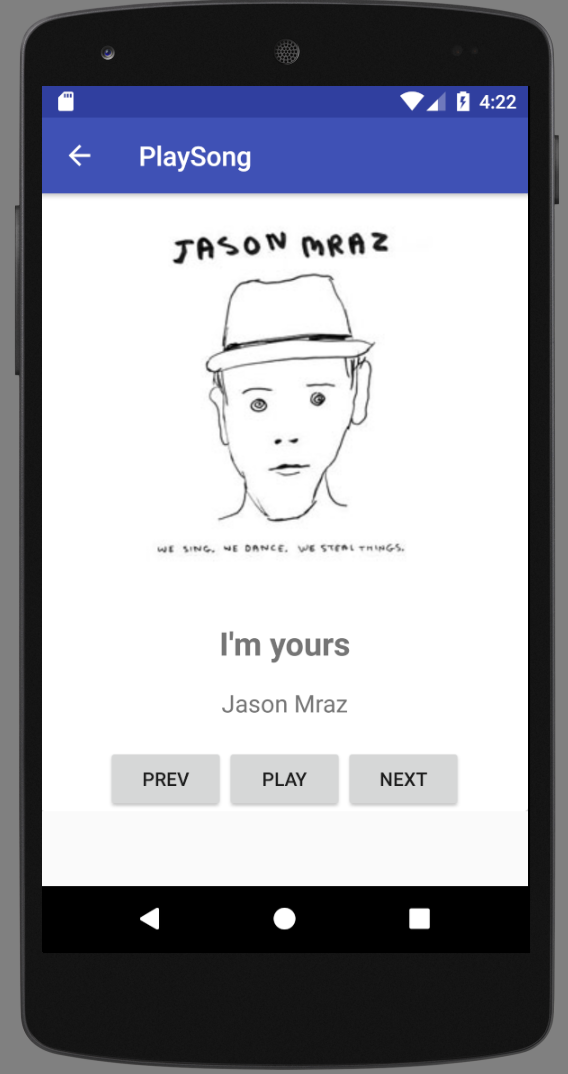 4:22
PlaySong
JASON MRAZ
WE SING. WE DANCE. WE STEAL THINGS.
I'm yours
Jason Mraz
PREV PLAY NEXT